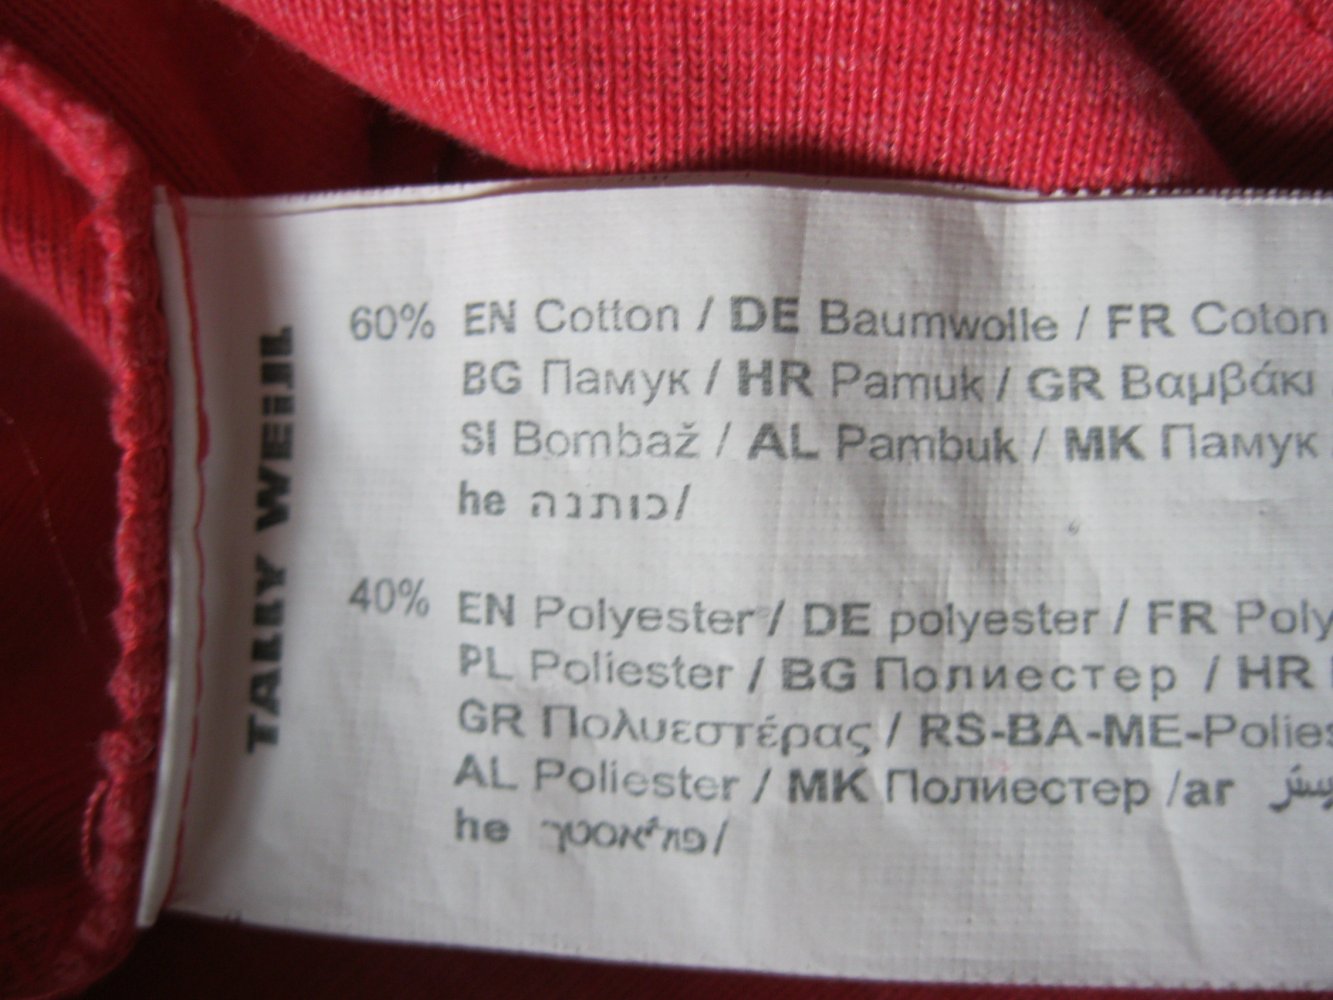 TALLY WEiJL
60% EN Cotton / DE Baumwolle / FR Coton
BG Памук / HR Pamuk / GR Βαμβάκι
SI Bombaž / AL Pambuk / MK Памук
he כותנה/
40% EN Polyester / DE polyester / FR Poly
PL Poliester / BG Полиестер / HR
GR Πολυεστέρας / RS-BA-ME-Polies
AL Poliester / MK Полиестер /ar
he